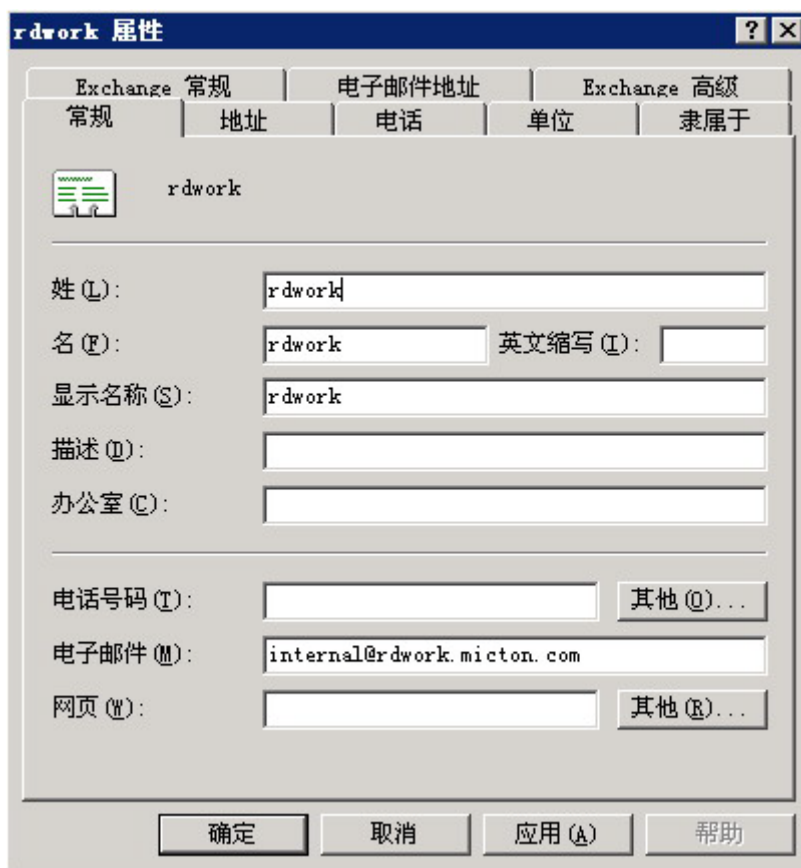 rdwork 属性
Exchange 常规 电子邮件地址 Exchange 高级
常规 地址 电话 单位 隶属于
rdwork
姓(L): rdwork
名(F): rdwork 英文缩写(I):
显示名称(S): rdwork
描述(D):
办公室(C):
电话号码(T): 其他(O)...
电子邮件(M): internal@rdwork.micton.com
网页(W): 其他(R)...
确定 取消 应用(A) 帮助